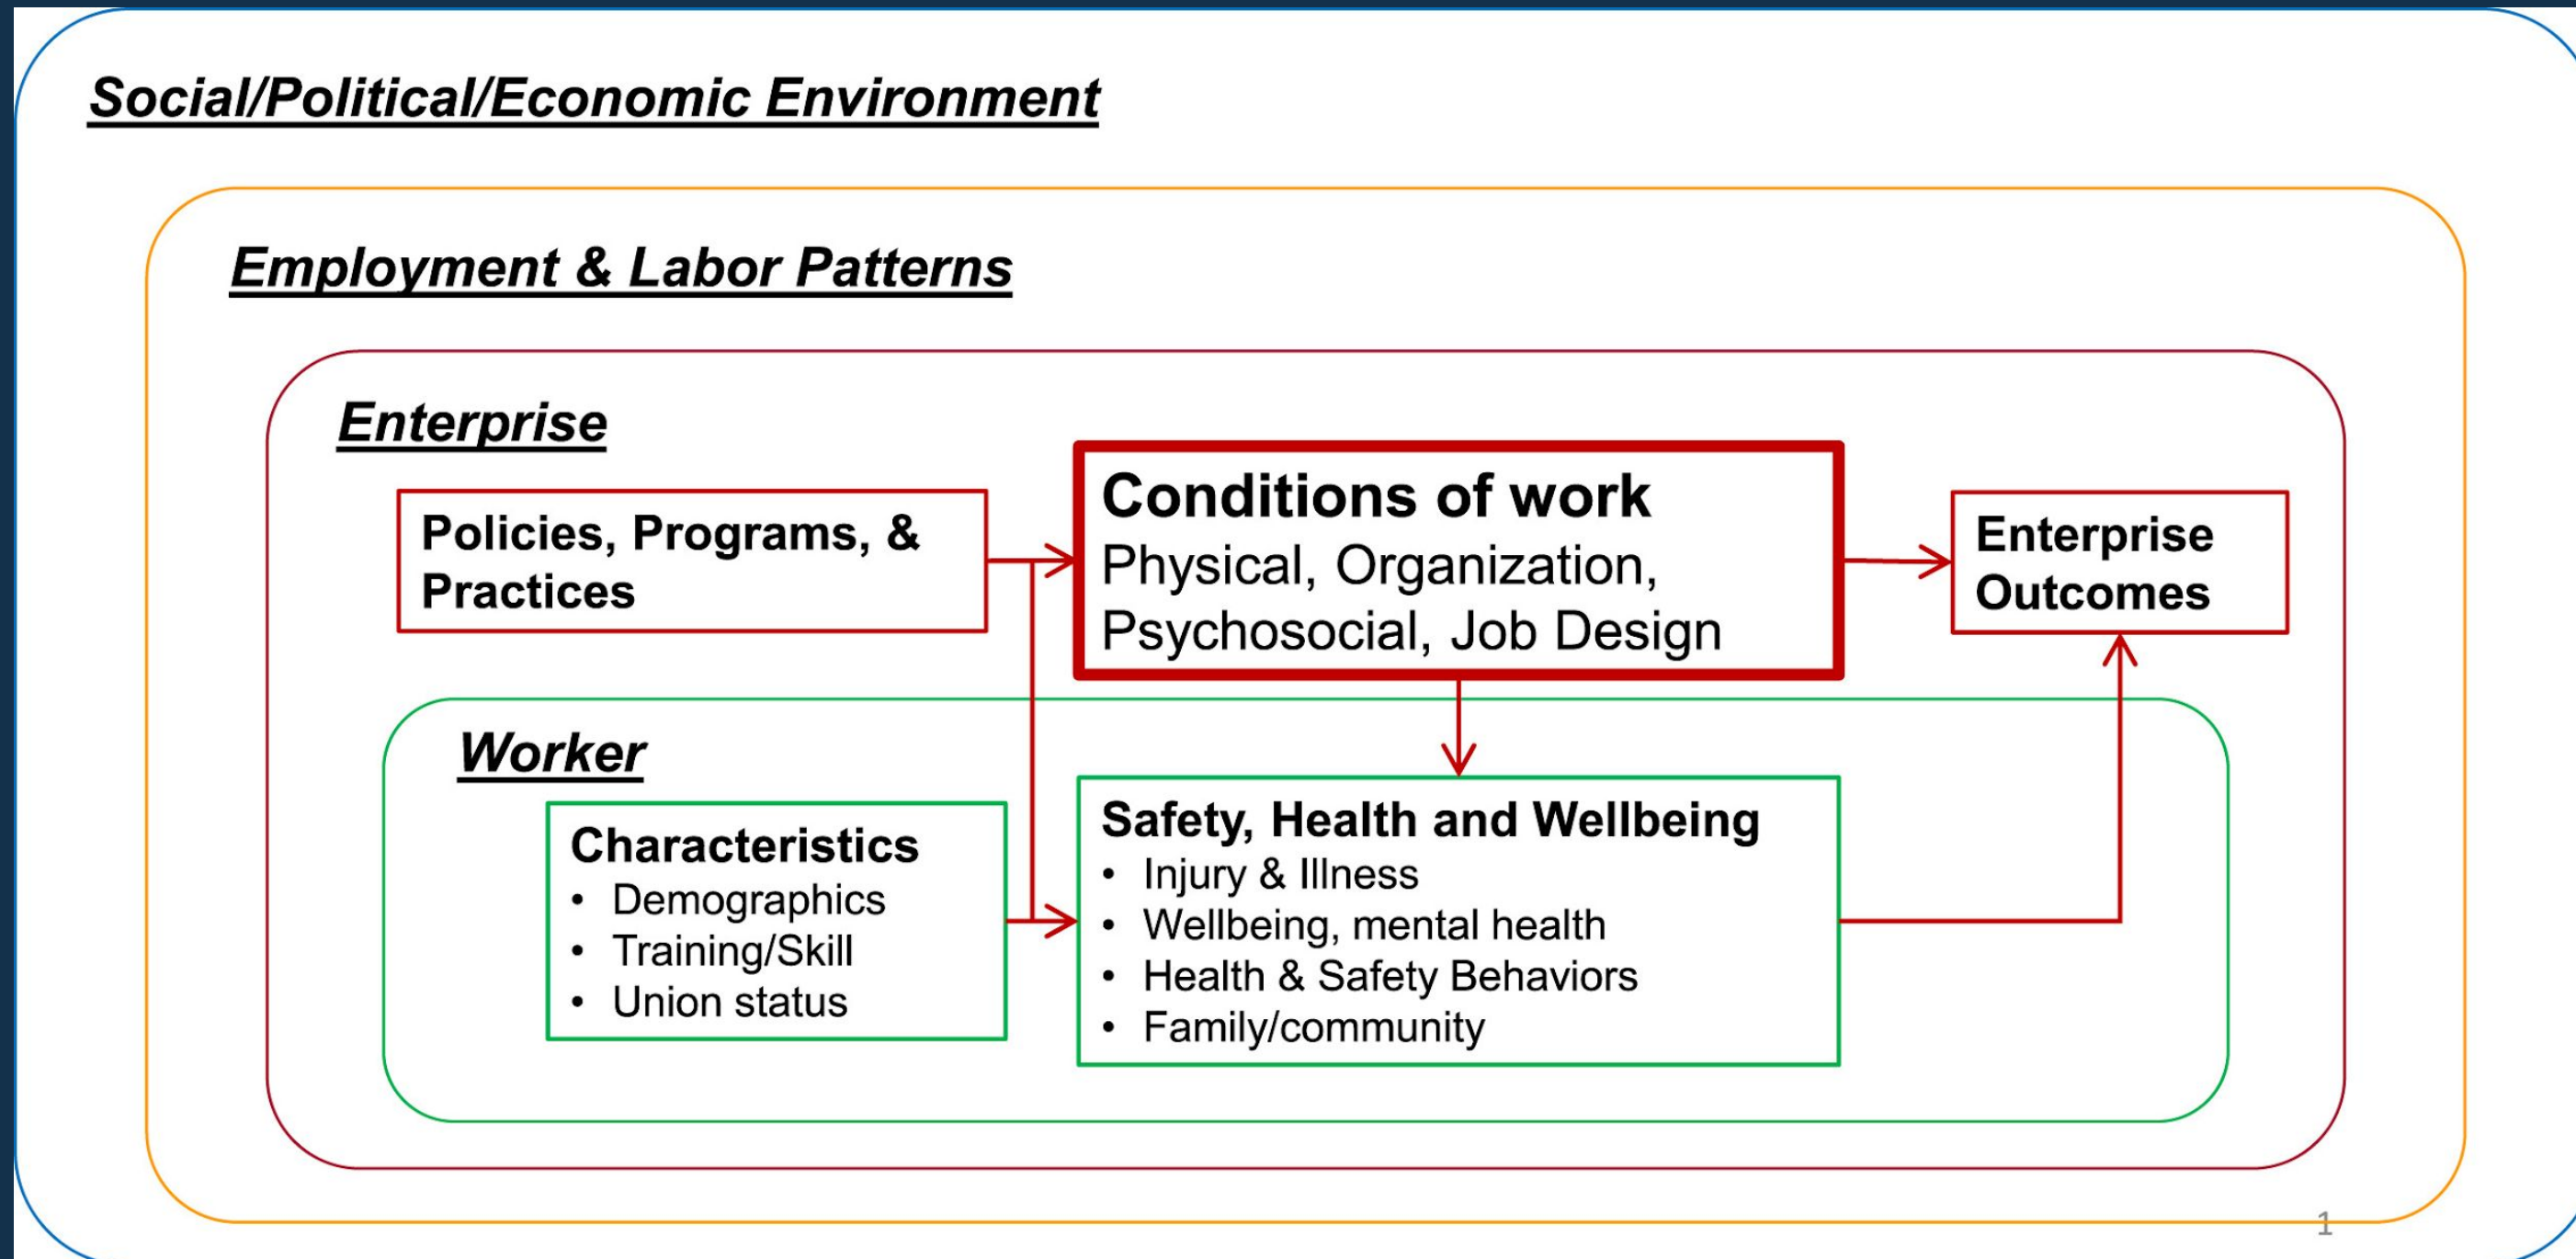 Social/Political/Economic Environment
Employment & Labor Patterns
Enterprise
Policies, Programs, &
Practices
Conditions of work
Physical, Organization,
Psychosocial, Job Design
Enterprise
Outcomes
Worker
Characteristics
• Demographics
• Training/Skill
• Union status
Safety, Health and Wellbeing
• Injury & Illness
• Wellbeing, mental health
• Health & Safety Behaviors
• Family/community
1